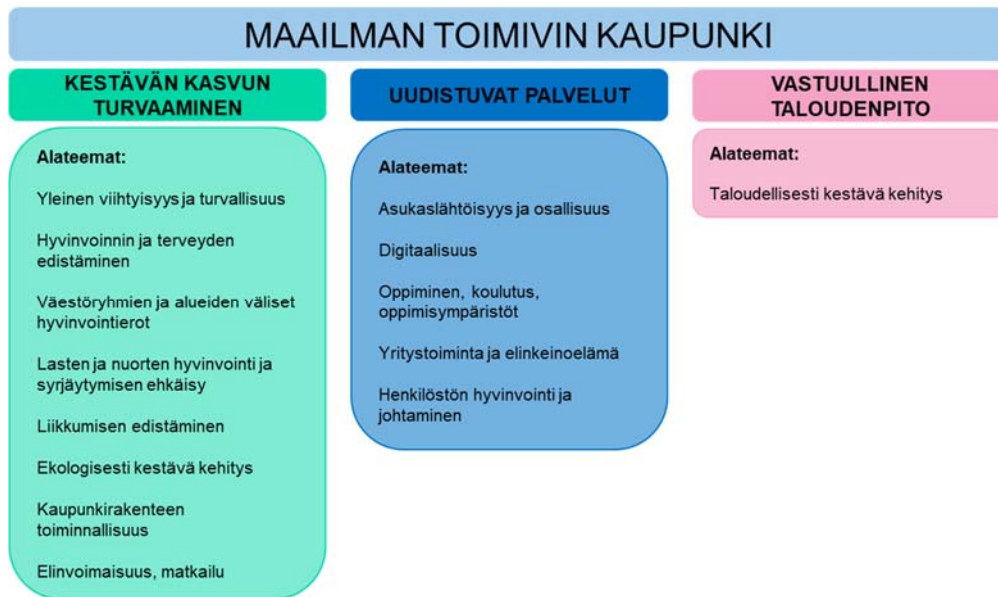 MAAILMAN TOIMIVIN KAUPUNKI
KESTÄVÄN KASVUN
TURVAAMINEN
Alateemat:
Yleinen viihtyisyys ja turvallisuus
Hyvinvoinnin ja terveyden
edistäminen
Väestöryhmien ja alueiden väliset
hyvinvointierot
Lasten ja nuorten hyvinvointi ja
syrjäytymisen ehkäisy
Liikkumisen edistäminen
Ekologisesti kestävä kehitys
Kaupunkirakenteen
toiminnallisuus
Elinvoimaisuus, matkailu
UUDISTUVAT PALVELUT
Alateemat:
Asukaslähtöisyys ja osallisuus
Digitaalisuus
Oppiminen, koulutus,
oppimisympäristöt
Yritystoiminta ja elinkeinoelämä
Henkilöstön hyvinvointi ja
johtaminen
VASTUULLINEN
TALOUDENPITO
Alateemat:
Taloudellisesti kestävä kehitys